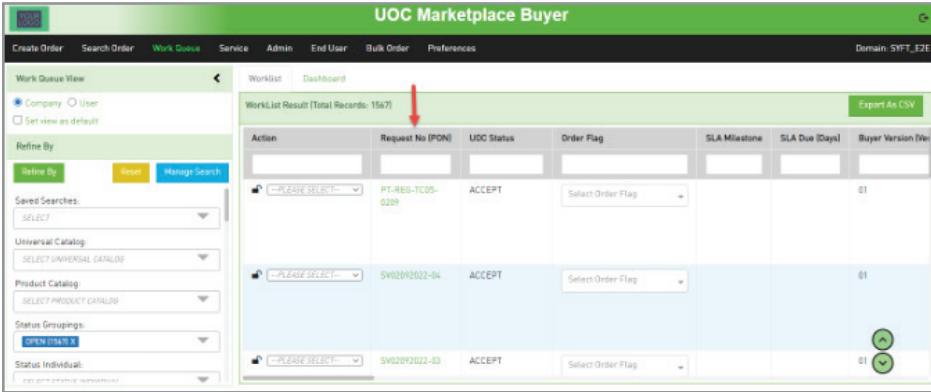 YOUR LOGO
UOC Marketplace Buyer
Create Order Search Order Work Queue Service Admin End User Bulk Order Preferences Domain: SYFT_E2E
Work Queue View
Company User
Set view as default
Refine By
Refine By Reset Manage Search
Saved Searches:
SELECT
Universal Catalog:
SELECT UNIVERSAL CATALOG
Product Catalog:
SELECT PRODUCT CATALOG
Status Groupings:
OPEN (1567) X
Status Individual:
SELECT STATUS INDIVIDUAL
Worklist Dashboard
WorkList Result (Total Records: 1567) Export As CSV
Action Request No (PON) UOC Status Order Flag SLA Milestone SLA Due (Days) Buyer Version (Ver
--PLEASE SELECT-- PT-REG-TC05- ACCEPT Select Order Flag 01
0209
--PLEASE SELECT-- SV02092022-04 ACCEPT Select Order Flag 01
--PLEASE SELECT-- SV02092022-03 ACCEPT Select Order Flag 01